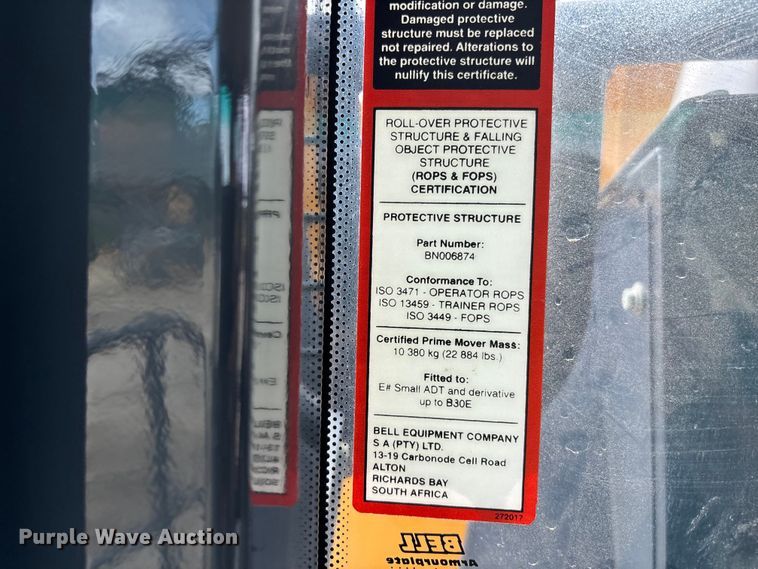 modification or damage.
Damaged protective
structure must be replaced
not repaired. Alterations to
the protective structure will
nullify this certificate.
ROLL-OVER PROTECTIVE
STRUCTURE & FALLING
OBJECT PROTECTIVE
STRUCTURE
(ROPS & FOPS)
CERTIFICATION
PROTECTIVE STRUCTURE
Part Number:
BN006874
Conformance To:
ISO 3471 - OPERATOR ROPS
ISO 13459 - TRAINER ROPS
ISO 3449 - FOPS
Certified Prime Mover Mass:
10 380 kg (22 884 lbs.)
Fitted to:
E# Small ADT and derivative
up to B30E
BELL EQUIPMENT COMPANY
S A (PTY) LTD.
13-19 Carbonode Cell Road
ALTON
RICHARDS BAY
SOUTH AFRICA
272017
BELL
Armourplate
Purple Wave Auction